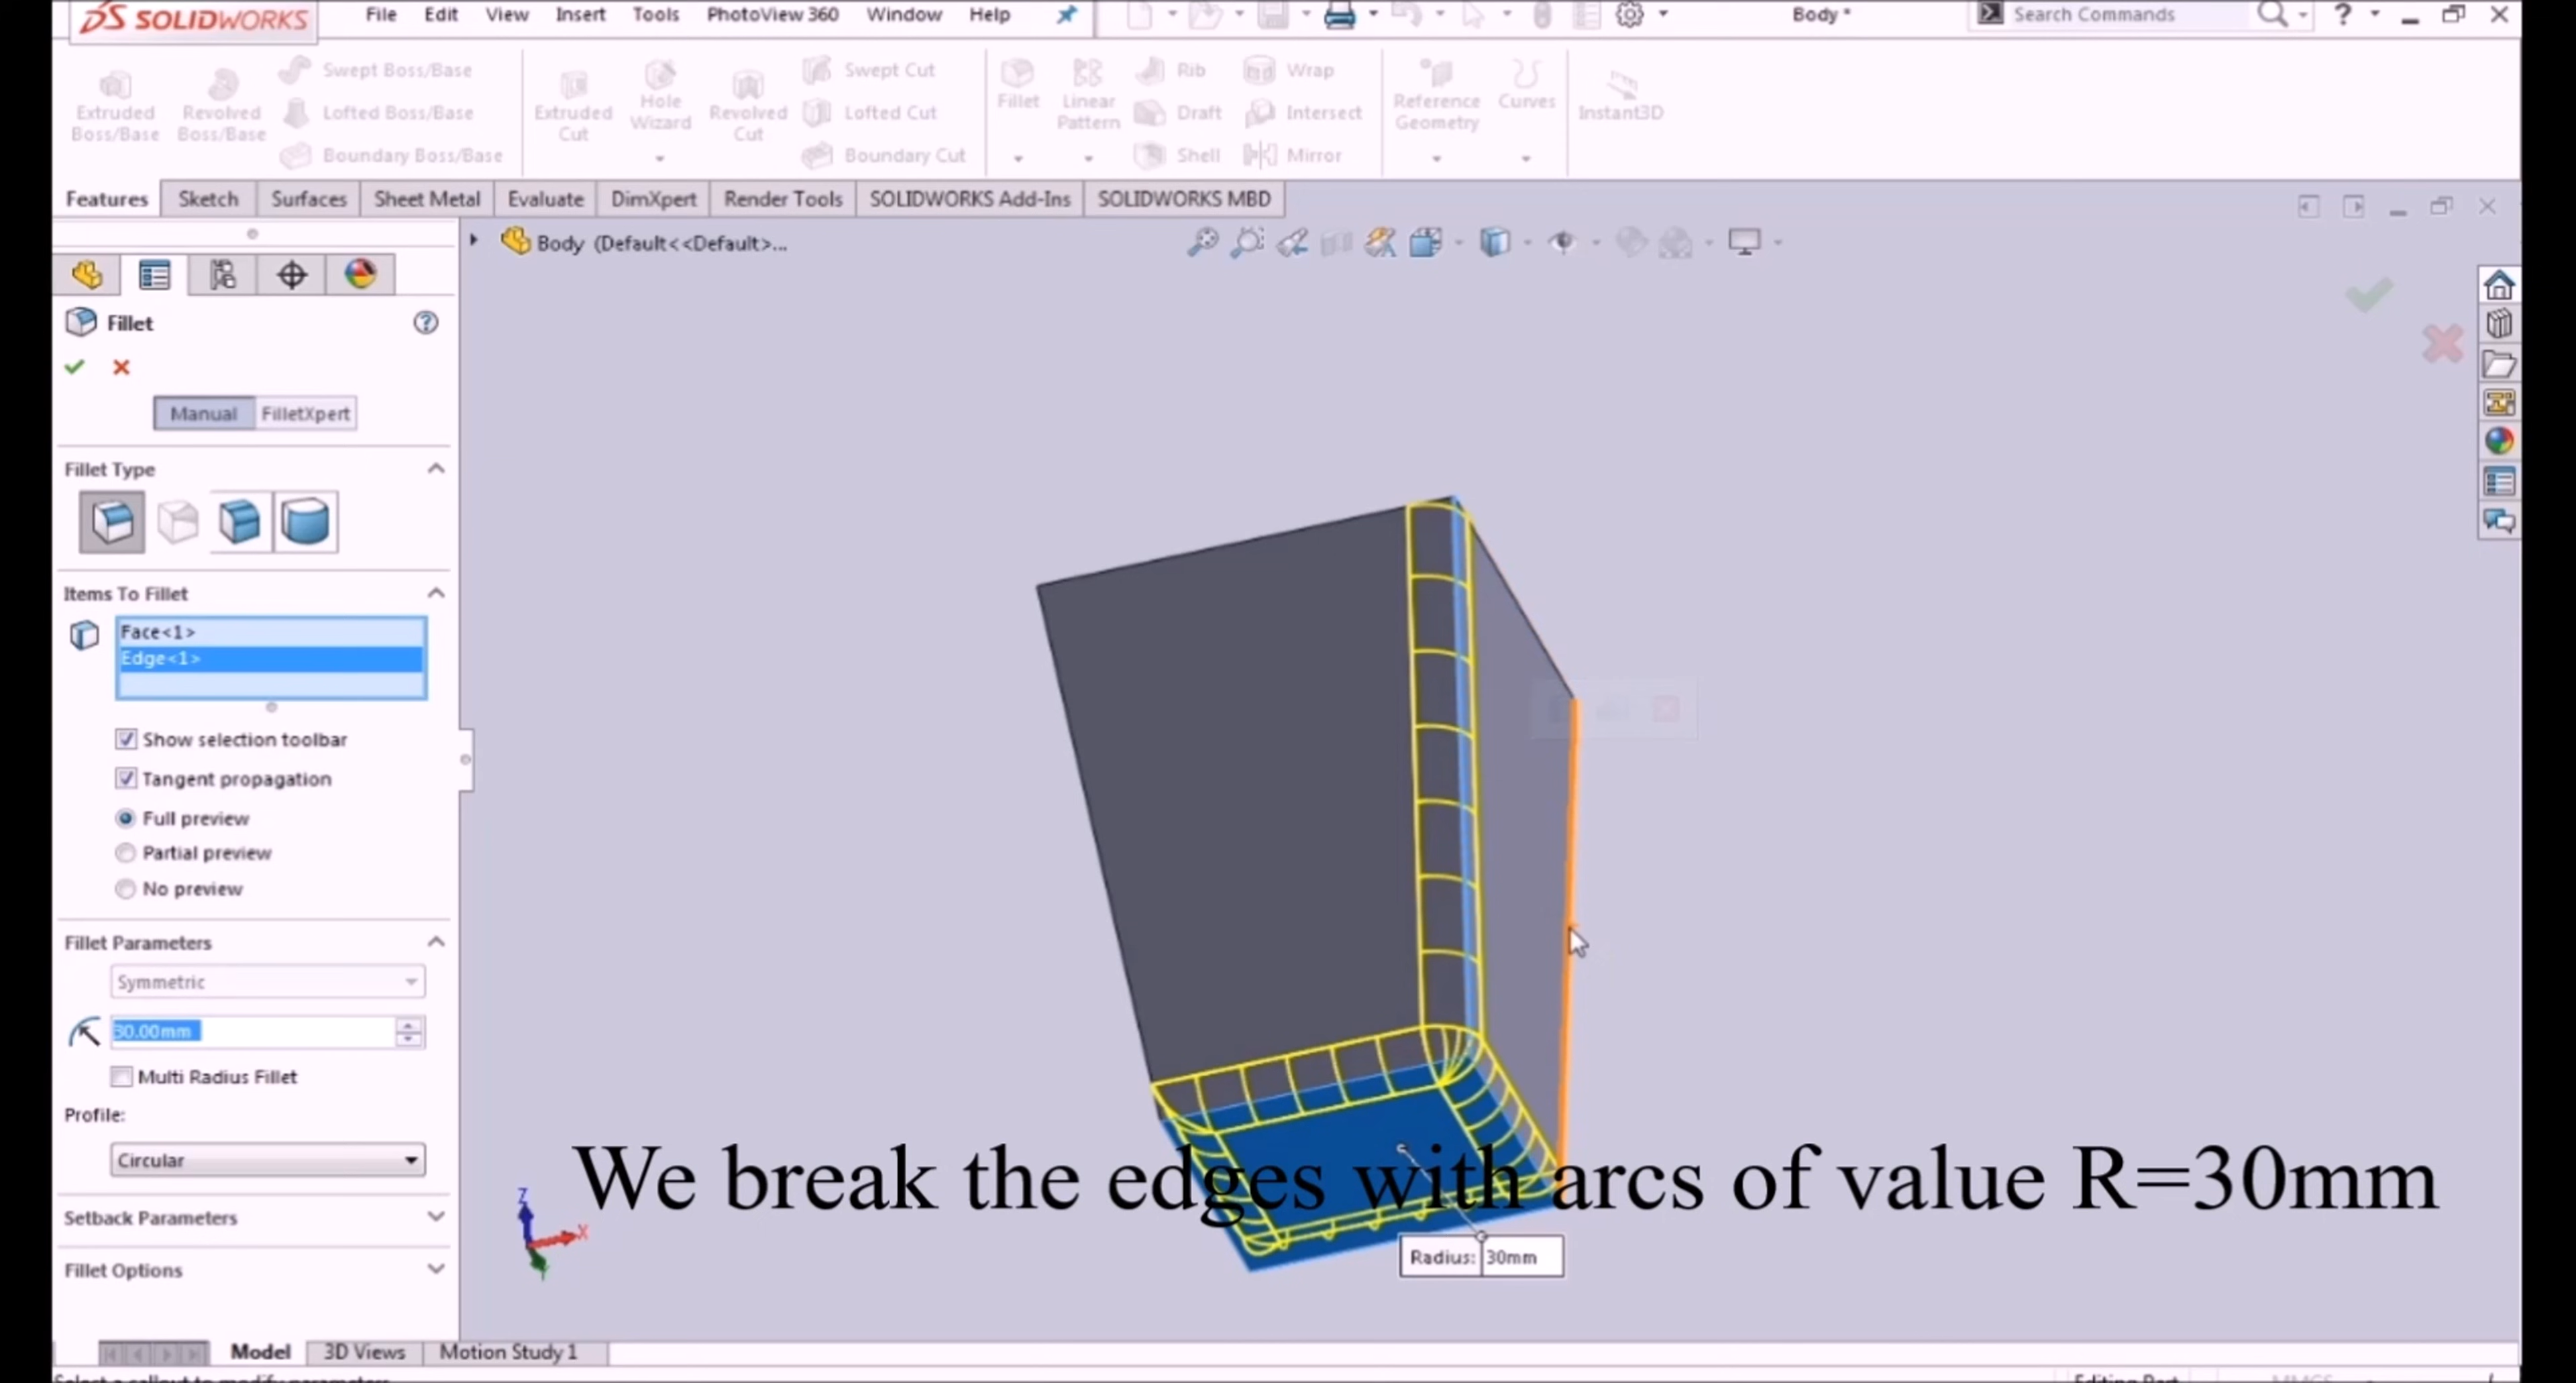 SOLIDWORKS File Edit View Insert Tools PhotoView 360 Window Help Body * Search Commands
Extruded Boss/Base
Revolved Boss/Base
Swept Boss/Base
Lofted Boss/Base
Boundary Boss/Base
Extruded Cut
Hole Wizard
Revolved Cut
Swept Cut
Lofted Cut
Boundary Cut
Fillet
Linear Pattern
Rib
Draft
Shell
Wrap
Intersect
Mirror
Reference Geometry
Curves
Instant3D
Features Sketch Surfaces Sheet Metal Evaluate DimXpert Render Tools SOLIDWORKS Add-Ins SOLIDWORKS MBD
Body (Default<<Default>...
Fillet
Manual FilletXpert
Fillet Type
Items To Fillet
Face<1>
Edge<1>
Show selection toolbar
Tangent propagation
Full preview
Partial preview
No preview
Fillet Parameters
Symmetric
30.00mm
Multi Radius Fillet
Profile:
Circular
Setback Parameters
Fillet Options
We break the edges with arcs of value R=30mm
Radius: 30mm
Z
X
Model 3D Views Motion Study 1
Editing Part